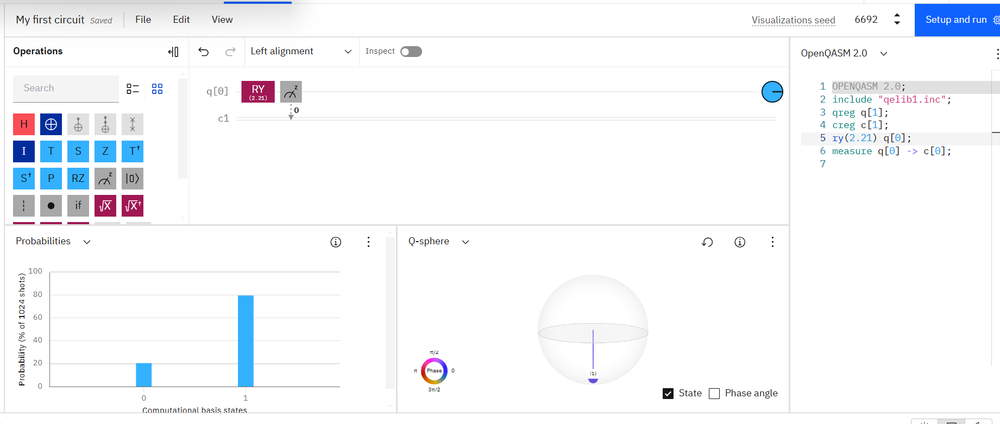 My first circuit Saved File Edit View Visualizations seed 6692 Setup and run
Operations Left alignment Inspect OpenQASM 2.0
Search
H
I T S Z T†
S† P RZ z |0⟩
if √X √X†
q[0] RY (2.21) z
0
c1
1 OPENQASM 2.0;
2 include "qelib1.inc";
3 qreg q[1];
4 creg c[1];
5 ry(2.21) q[0];
6 measure q[0] -> c[0];
7
Probabilities
Probability (% of 1024 shots)
100
80
60
40
20
0
0 1
Computational basis states
Q-sphere
|1⟩
π/2
π Phase 0
3π/2
State Phase angle